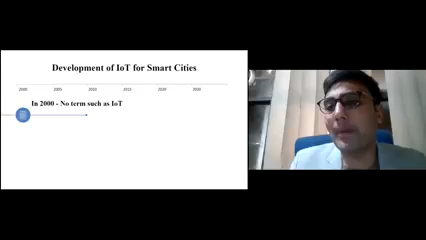 Development of IoT for Smart Cities
2000 2005 2010 2015 2020 2030
In 2000 - No term such as IoT